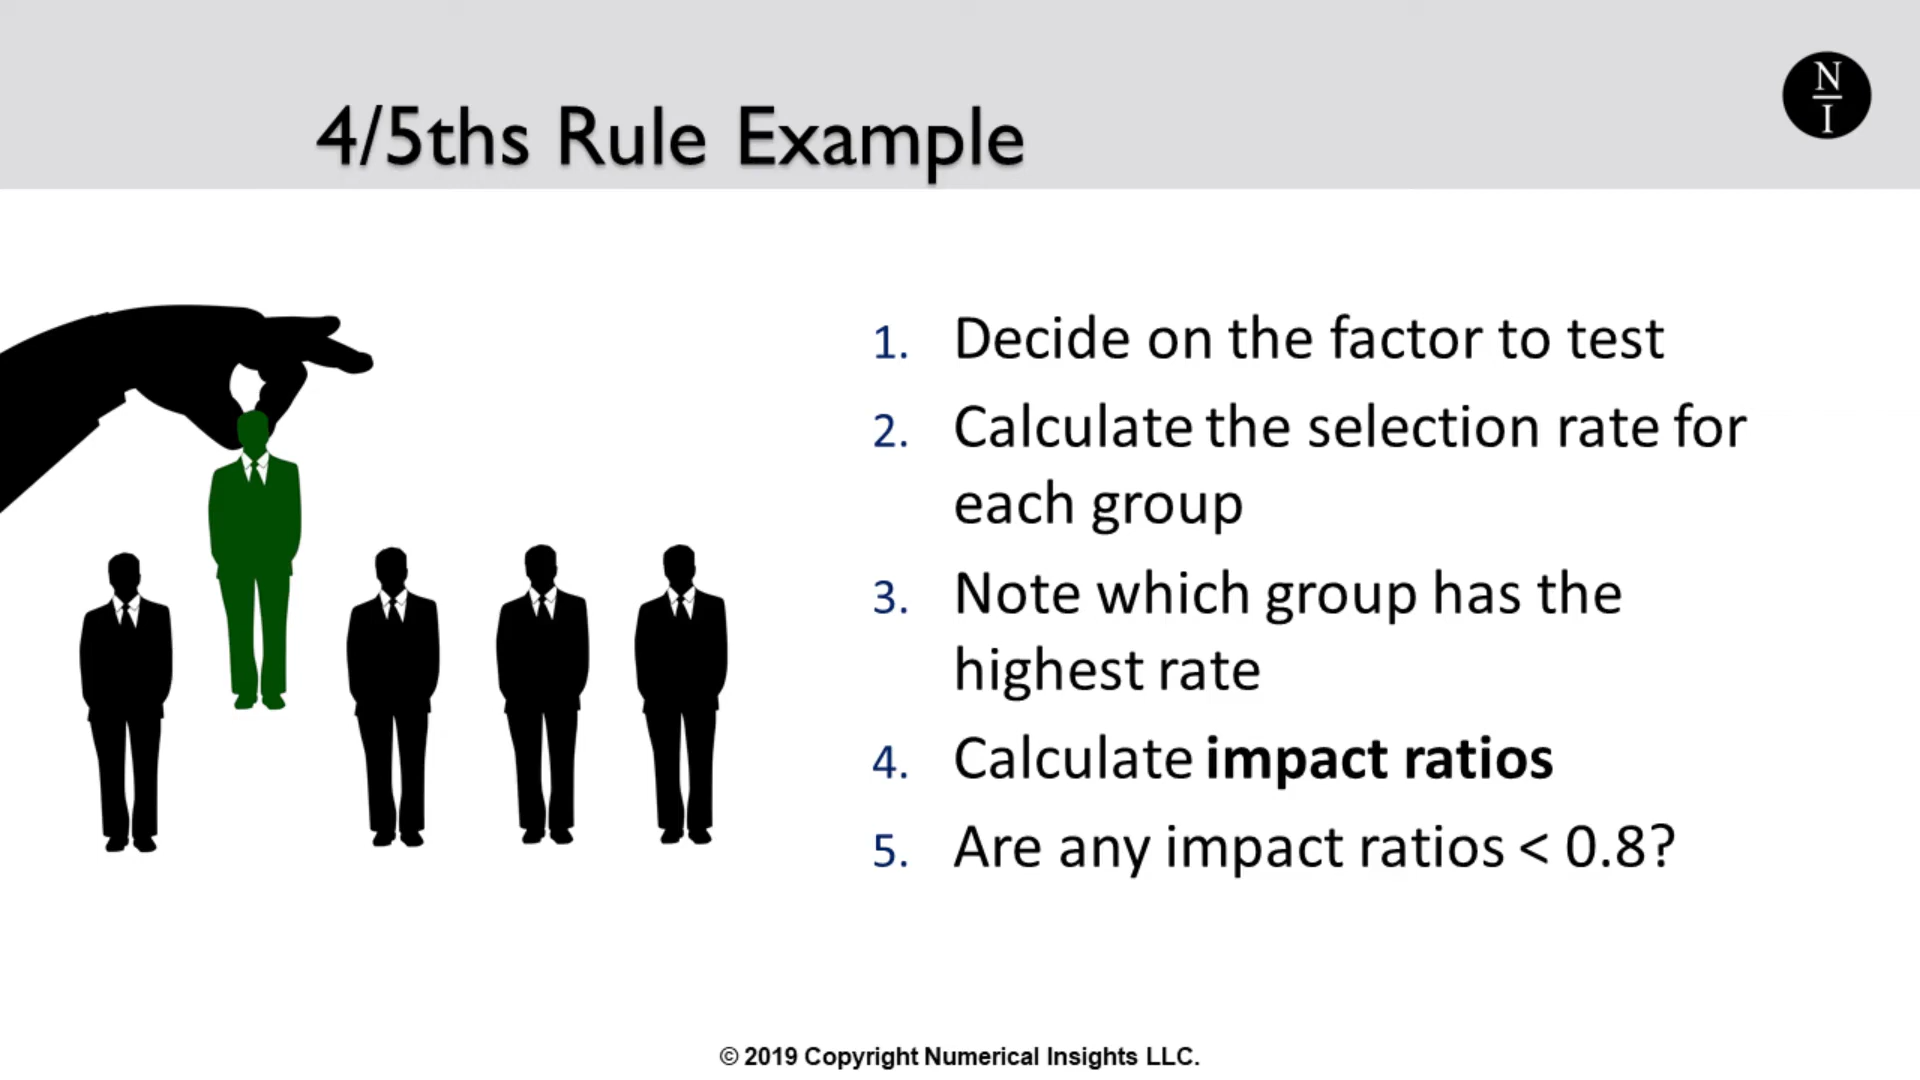 4/5ths Rule Example
N
I
1. Decide on the factor to test
2. Calculate the selection rate for
each group
3. Note which group has the
highest rate
4. Calculate impact ratios
5. Are any impact ratios < 0.8?
© 2019 Copyright Numerical Insights LLC.